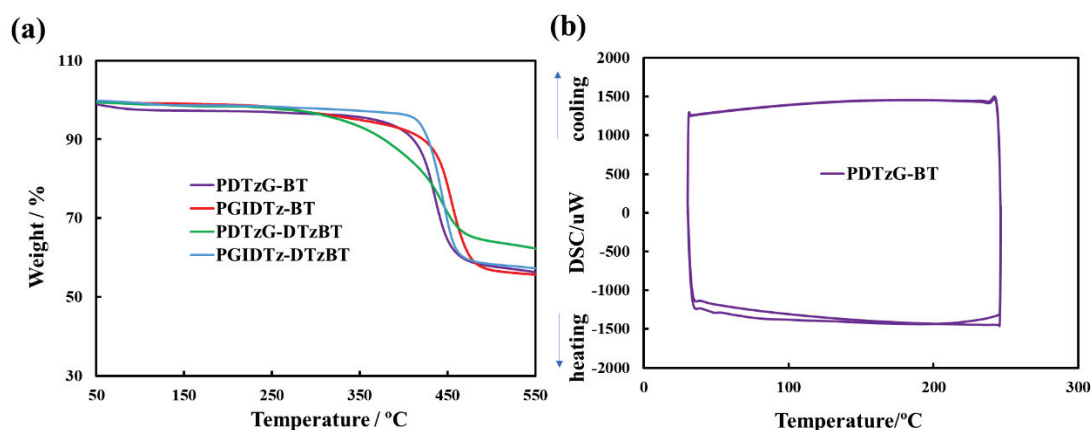 (a)
110
90
70
50
30
Weight / %
PDTzG-BT
PGIDTz-BT
PDTzG-DTzBT
PGIDTz-DTzBT
50 150 250 350 450 550
Temperature / ºC
(b)
cooling
DSC/uW
heating
2000
1500
1000
500
0
-500
-1000
-1500
-2000
PDTzG-BT
0 100 200 300
Temperature/ºC